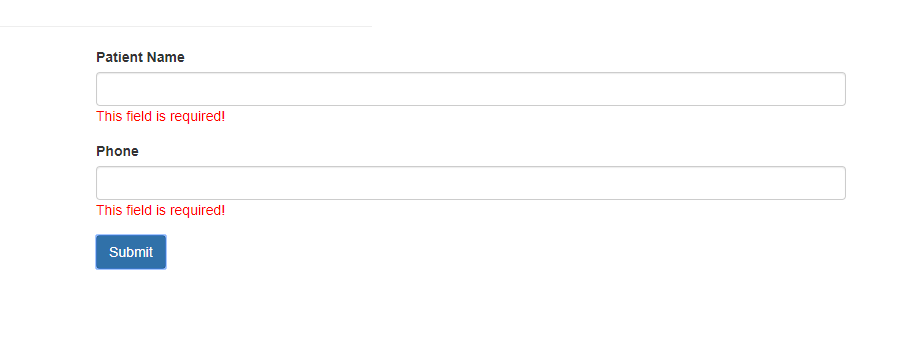 Patient Name
This field is required!
Phone
This field is required!
Submit